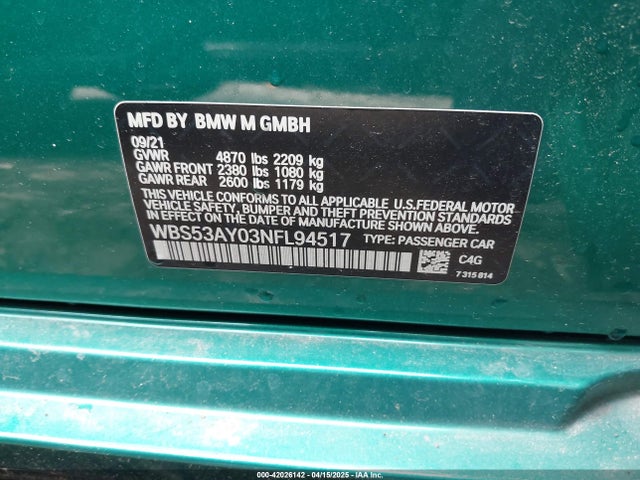 MFD BY BMW M GMBH
09/21
GVWR 4870 lbs 2209 kg
GAWR FRONT 2380 lbs 1080 kg
GAWR REAR 2600 lbs 1179 kg
THIS VEHICLE CONFORMS TO ALL APPLICABLE U.S.FEDERAL MOTOR
VEHICLE SAFETY, BUMPER AND THEFT PREVENTION STANDARDS IN
EFFECT ON THE DATE OF MANUFACTURE SHOWN ABOVE.
WBS53AY03NFL94517 TYPE: PASSENGER CAR
C4G
7 315 814
000-42026142 - 04/15/2025 - IAA Inc.